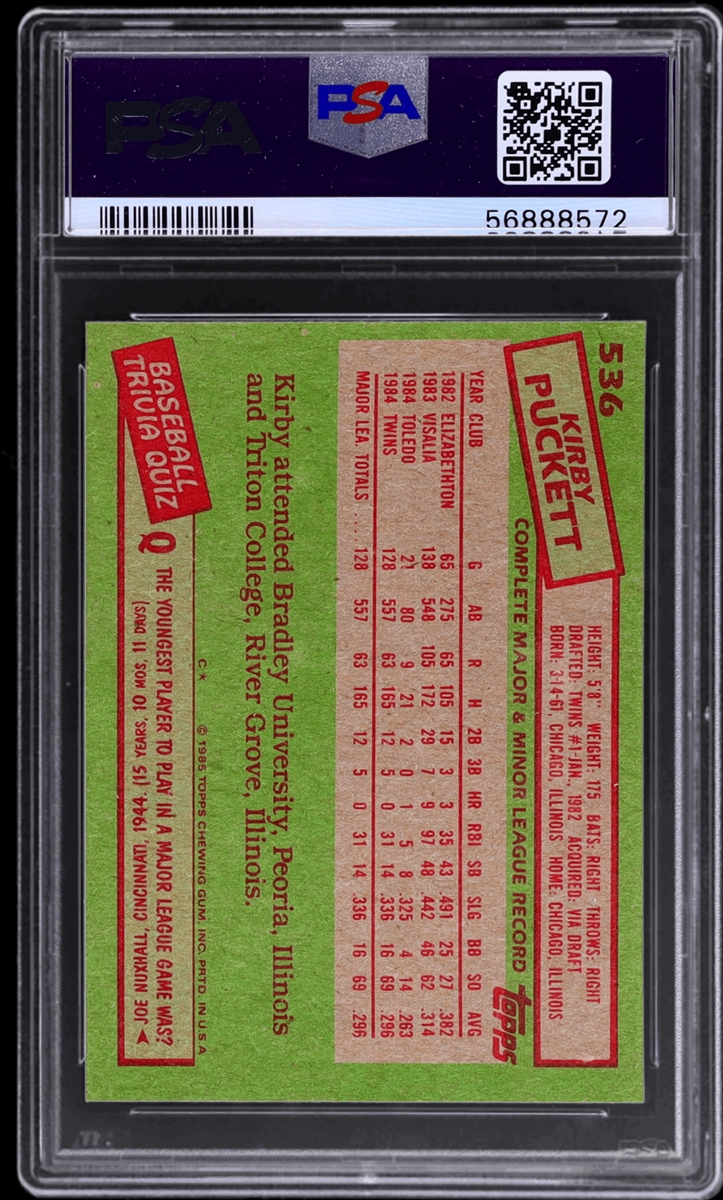 PSA
PSA
56888572
536
KIRBY
PUCKETT
HEIGHT: 5'8" WEIGHT: 175 BATS: RIGHT THROWS: RIGHT
DRAFTED: TWINS #1-JAN., 1982 ACQUIRED: VIA DRAFT
BORN: 3-14-61, CHICAGO, ILLINOIS HOME: CHICAGO, ILLINOIS
COMPLETE MAJOR & MINOR LEAGUE RECORD
topps
YEAR CLUB G AB R H 2B 3B HR RBI SB SLG BB SO AVG
1982 ELIZABETHTON 65 275 65 105 15 3 3 35 43 .491 25 27 .382
1983 VISALIA 138 548 105 172 29 7 9 97 48 .442 46 62 .314
1984 TOLEDO 21 80 9 21 2 0 1 5 8 .325 4 14 .263
1984 TWINS 128 557 63 165 12 5 0 31 14 .336 16 69 .296
MAJOR LEA. TOTALS .... 128 557 63 165 12 5 0 31 14 .336 16 69 .296
Kirby attended Bradley University, Peoria, Illinois
and Triton College, River Grove, Illinois.
C* © 1985 TOPPS CHEWING GUM, INC. PRTD. IN U.S.A.
BASEBALL
TRIVIA QUIZ
Q THE YOUNGEST PLAYER TO PLAY IN A MAJOR LEAGUE GAME WAS?
◄ JOE NUXHALL, CINCINNATI, 1944. (15 YEARS, 10 MOS. 11 DAYS)
PSA